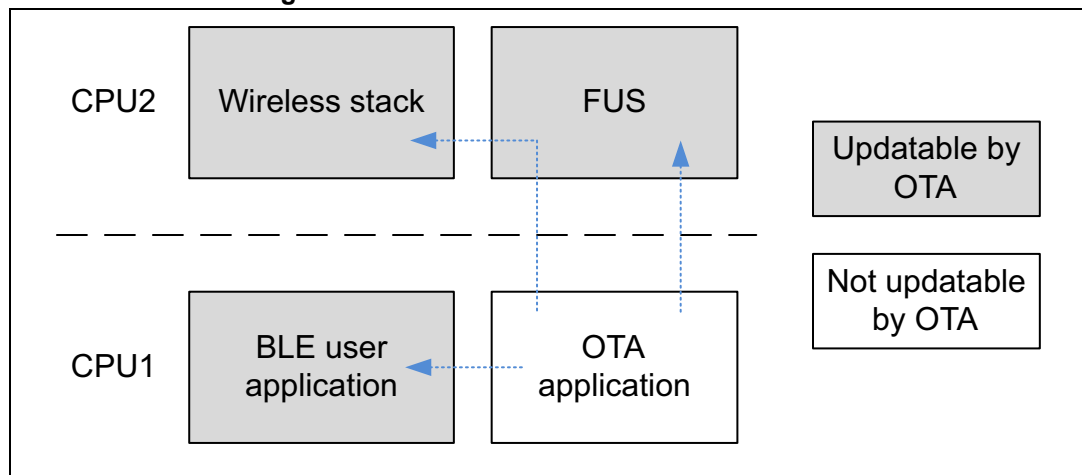 CPU2
Wireless stack
FUS
Updatable by
OTA
Not updatable
by OTA
CPU1
BLE user
application
OTA
application